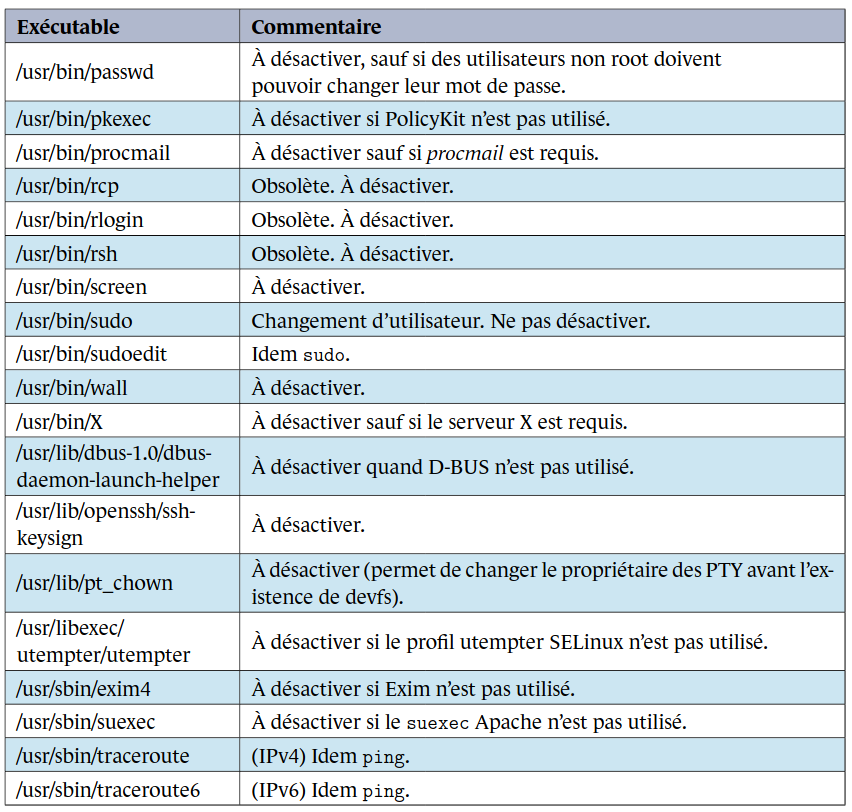 Exécutable Commentaire
/usr/bin/passwd À désactiver, sauf si des utilisateurs non root doivent
pouvoir changer leur mot de passe.
/usr/bin/pkexec À désactiver si PolicyKit n’est pas utilisé.
/usr/bin/procmail À désactiver sauf si procmail est requis.
/usr/bin/rcp Obsolète. À désactiver.
/usr/bin/rlogin Obsolète. À désactiver.
/usr/bin/rsh Obsolète. À désactiver.
/usr/bin/screen À désactiver.
/usr/bin/sudo Changement d’utilisateur. Ne pas désactiver.
/usr/bin/sudoedit Idem sudo.
/usr/bin/wall À désactiver.
/usr/bin/X À désactiver sauf si le serveur X est requis.
/usr/lib/dbus-1.0/dbus-
daemon-launch-helper
À désactiver quand D-BUS n’est pas utilisé.
/usr/lib/openssh/ssh-
keysign
À désactiver.
/usr/lib/pt_chown
À désactiver (permet de changer le propriétaire des PTY avant l’ex-
istence de devfs).
/usr/libexec/
utempter/utempter
À désactiver si le profil utempter SELinux n’est pas utilisé.
/usr/sbin/exim4 À désactiver si Exim n’est pas utilisé.
/usr/sbin/suexec À désactiver si le suexec Apache n’est pas utilisé.
/usr/sbin/traceroute (IPv4) Idem ping.
/usr/sbin/traceroute6 (IPv6) Idem ping.